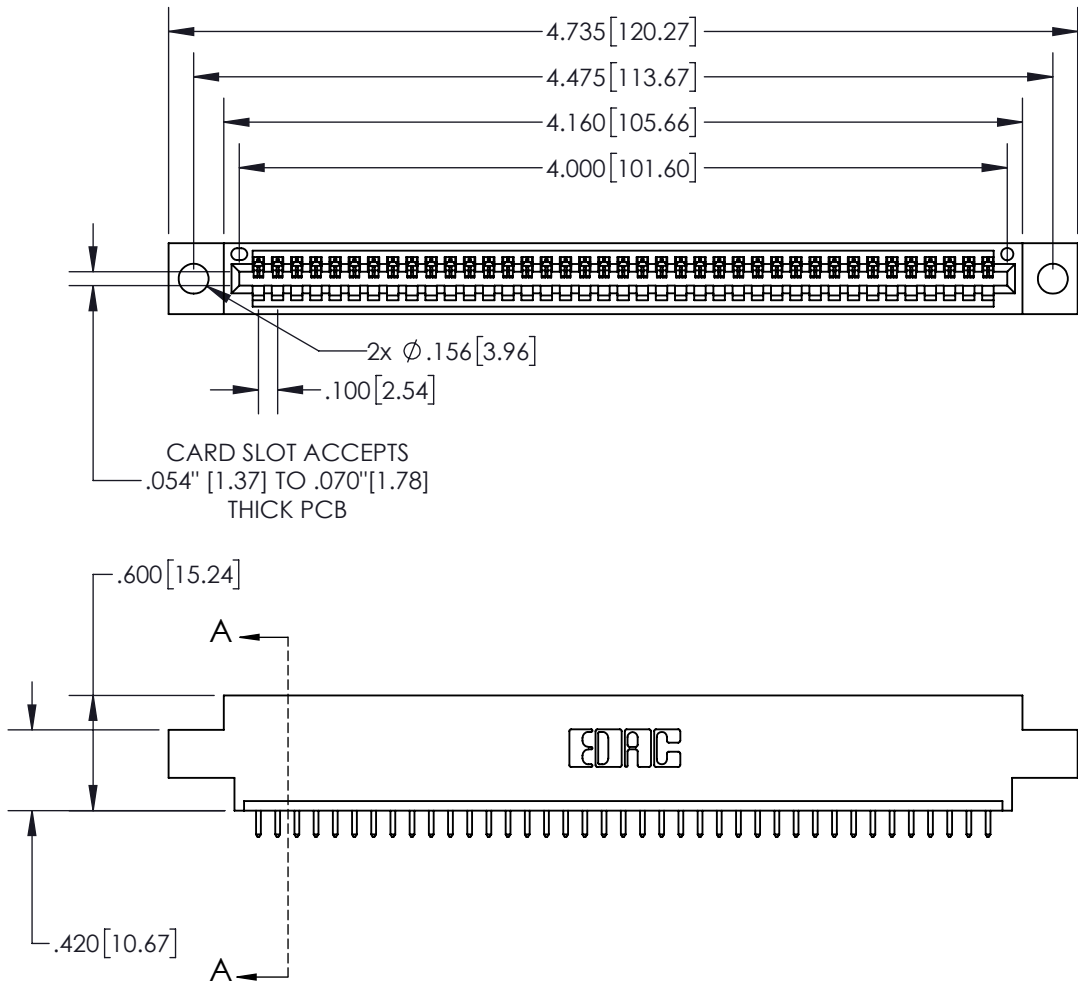 4.735[120.27]
4.475[113.67]
4.160[105.66]
4.000[101.60]
2x Ø.156[3.96]
.100[2.54]
CARD SLOT ACCEPTS
.054" [1.37] TO .070"[1.78]
THICK PCB
.600[15.24]
A
EDAC
.420[10.67]
A